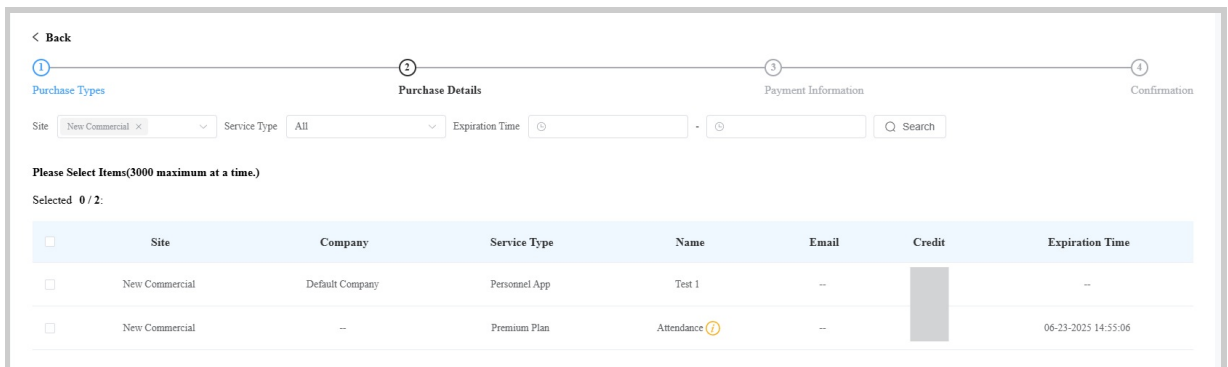 < Back
1 2 3 4
Purchase Types Purchase Details Payment Information Confirmation
Site New Commercial × Service Type All Expiration Time - Search
Please Select Items(3000 maximum at a time.)
Selected 0 / 2:
Site Company Service Type Name Email Credit Expiration Time
New Commercial Default Company Personnel App Test 1 -- --
New Commercial -- Premium Plan Attendance i -- 06-23-2025 14:55:06